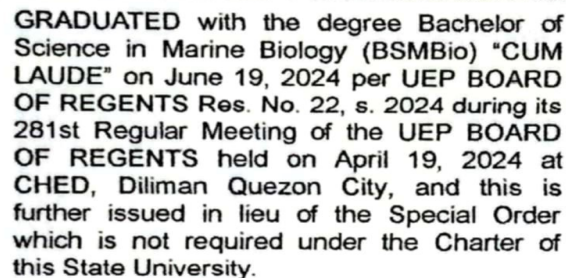 GRADUATED with the degree Bachelor of
Science in Marine Biology (BSMBio) "CUM
LAUDE" on June 19, 2024 per UEP BOARD
OF REGENTS Res. No. 22, s. 2024 during its
281st Regular Meeting of the UEP BOARD
OF REGENTS held on April 19, 2024 at
CHED, Diliman Quezon City, and this is
further issued in lieu of the Special Order
which is not required under the Charter of
this State University.